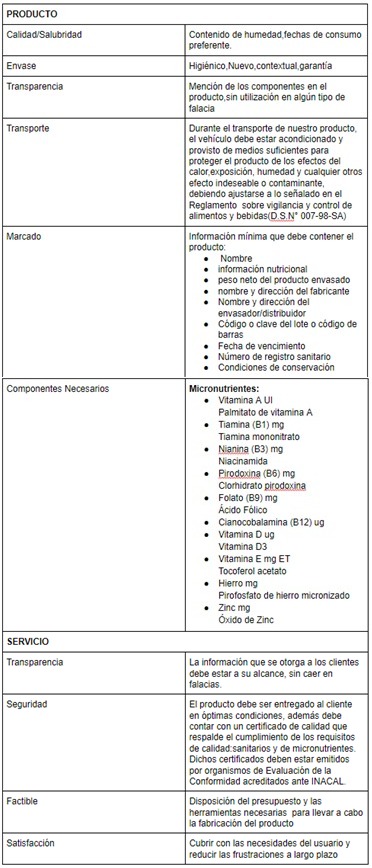 PRODUCTO
Calidad/Salubridad
Contenido de humedad,fechas de consumo
preferente.
Envase
Higiénico,Nuevo,contextual,garantía
Transparencia
Mención de los componentes en el
producto,sin utilización en algún tipo de
falacia
Transporte
Durante el transporte de nuestro producto,
el vehículo debe estar acondicionado y
provisto de medios suficientes para
proteger el producto de los efectos del
calor,exposición, humedad y cualquier otros
efecto indeseable o contaminante,
debiendo ajustarse a lo señalado en el
Reglamento  sobre vigilancia y control de
alimentos y bebidas(D.S.N° 007-98-SA)
Marcado
Información mínima que debe contener el
producto:
● Nombre
● información nutricional
● peso neto del producto envasado
● nombre y dirección del fabricante
● Nombre y dirección del
envasador/distribuidor
● Código o clave del lote o código de
barras
● Fecha de vencimiento
● Número de registro sanitario
● Condiciones de conservación
Componentes Necesarios
Micronutrientes:
● Vitamina A UI
Palmitato de vitamina A
● Tiamina (B1) mg
Tiamina mononitrato
● Nianina (B3) mg
Niacinamida
● Pirodoxina (B6) mg
Clorhidrato pirodoxina
● Folato (B9) mg
Ácido Fólico
● Cianocobalamina (B12) ug
● Vitamina D ug
Vitamina D3
● Vitamina E mg ET
Tocoferol acetato
● Hierro mg
Pirofosfato de hierro micronizado
● Zinc mg
Óxido de Zinc
SERVICIO
Transparencia
La información que se otorga a los clientes
debe estar a su alcance, sin caer en
falacias.
Seguridad
El producto debe ser entregado al cliente
en óptimas condiciones, además debe
contar con un certificado de calidad que
respalde el cumplimiento de los requisitos
de calidad:sanitarios y de micronutrientes.
Dichos certificados deben estar emitidos
por organismos de Evaluación de la
Conformidad acreditados ante INACAL.
Factible
Disposición del presupuesto y las
herramientas necesarias  para llevar a cabo
la fabricación del producto
Satisfacción
Cubrir con las necesidades del usuario y
reducir las frustraciones a largo plazo